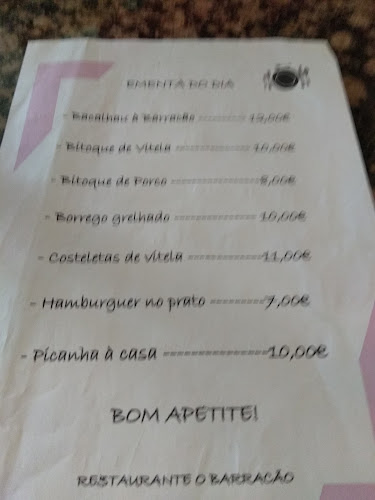 EMENTA DO DIA
- Bacalhau à Barracão ---------- 13,00€
- Bitoque de Vitela --------------- 10,00€
- Bitoque de Porco ---------------- 8,00€
- Borrego grelhado --------------- 10,00€
- Costeletas de vitela -------------11,00€
- Hamburguer no prato ---------7,00€
- Picanha à casa -----------------10,00€
BOM APETITE!
RESTAURANTE O BARRACÃO